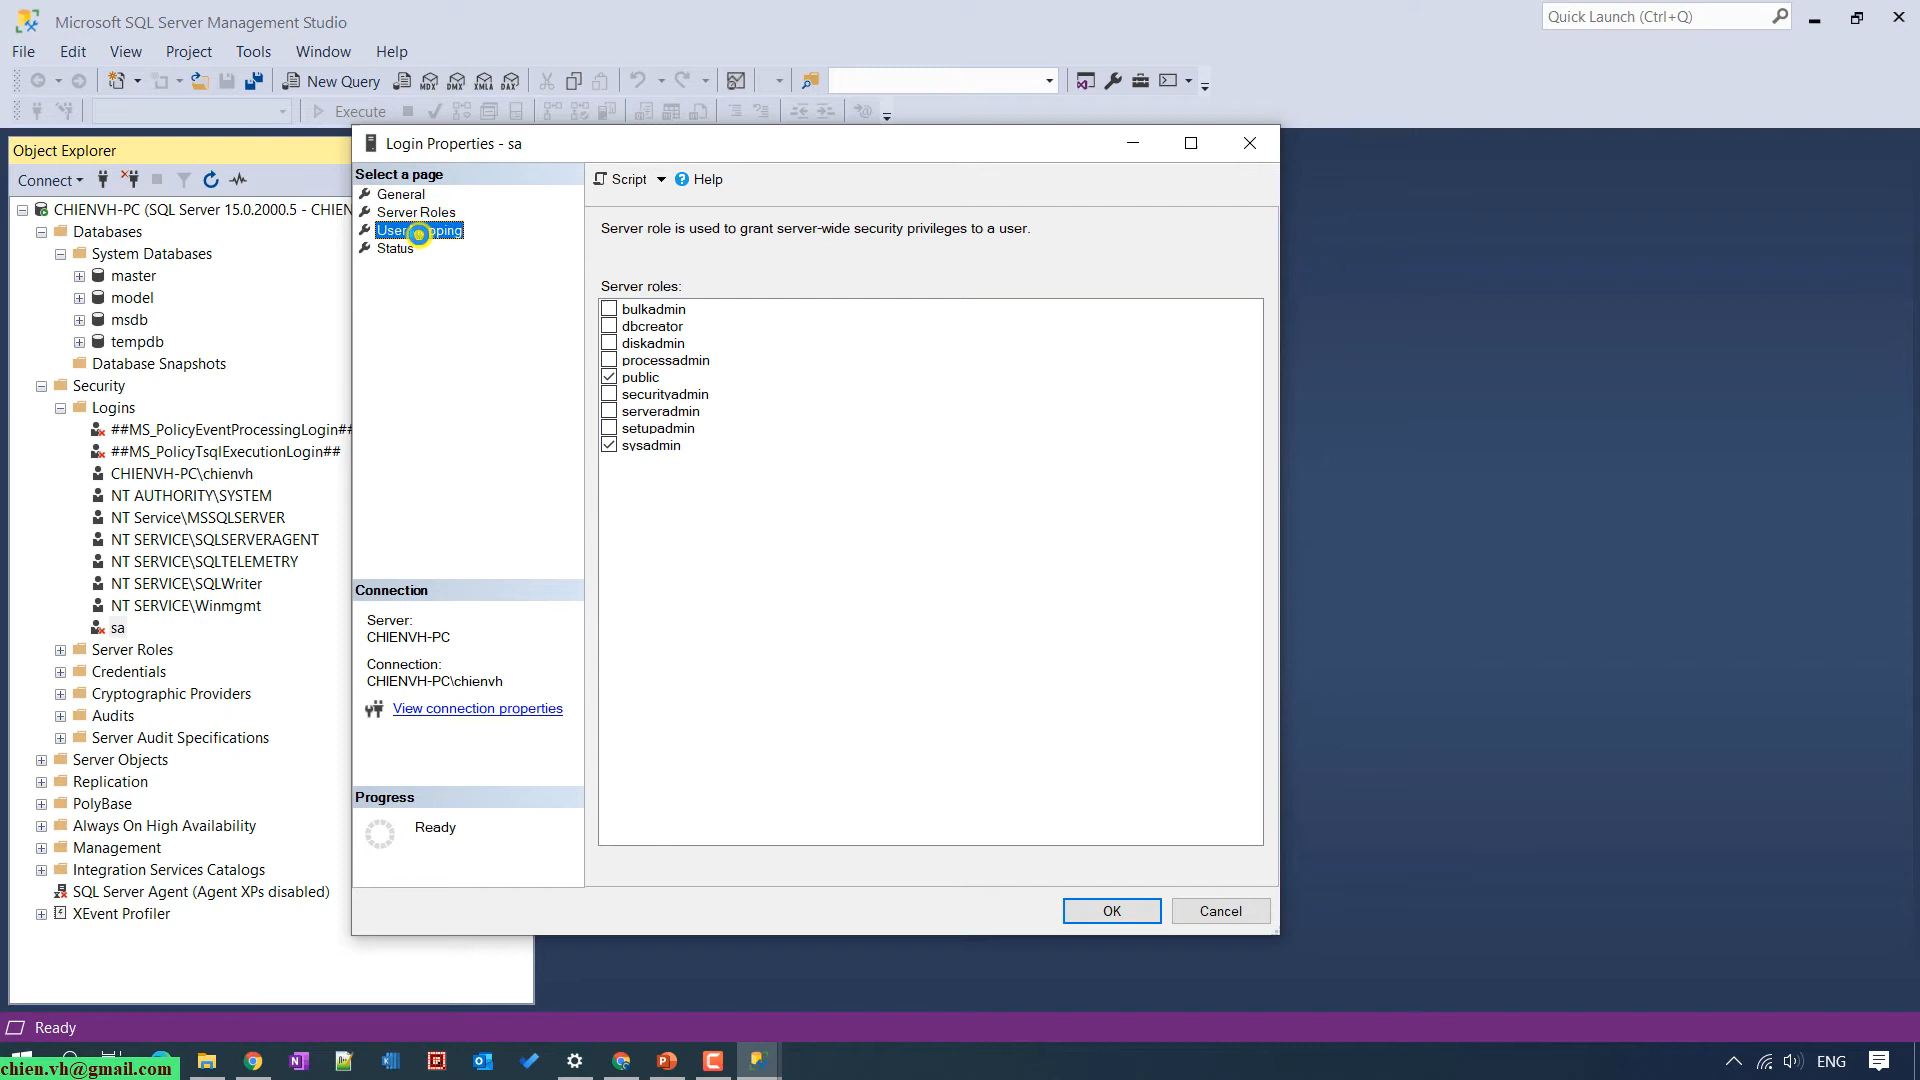 Microsoft SQL Server Management Studio
Quick Launch (Ctrl+Q)
File Edit View Project Tools Window Help
New Query MDX DMX XMLA DAX
Execute
Object Explorer
Connect
CHIENVH-PC (SQL Server 15.0.2000.5 - CHIEN
Databases
System Databases
master
model
msdb
tempdb
Database Snapshots
Security
Logins
##MS_PolicyEventProcessingLogin##
##MS_PolicyTsqlExecutionLogin##
CHIENVH-PC\chienvh
NT AUTHORITY\SYSTEM
NT Service\MSSQLSERVER
NT SERVICE\SQLSERVERAGENT
NT SERVICE\SQLTELEMETRY
NT SERVICE\SQLWriter
NT SERVICE\Winmgmt
sa
Server Roles
Credentials
Cryptographic Providers
Audits
Server Audit Specifications
Server Objects
Replication
PolyBase
Always On High Availability
Management
Integration Services Catalogs
SQL Server Agent (Agent XPs disabled)
XEvent Profiler
Login Properties - sa
Select a page
General
Server Roles
Status
Connection
Server:
CHIENVH-PC
Connection:
CHIENVH-PC\chienvh
View connection properties
Progress
Ready
Script Help
Server role is used to grant server-wide security privileges to a user.
Server roles:
bulkadmin
dbcreator
diskadmin
processadmin
public
securityadmin
serveradmin
setupadmin
sysadmin
OK Cancel
Ready
chien.vh@gmail.com
ENG